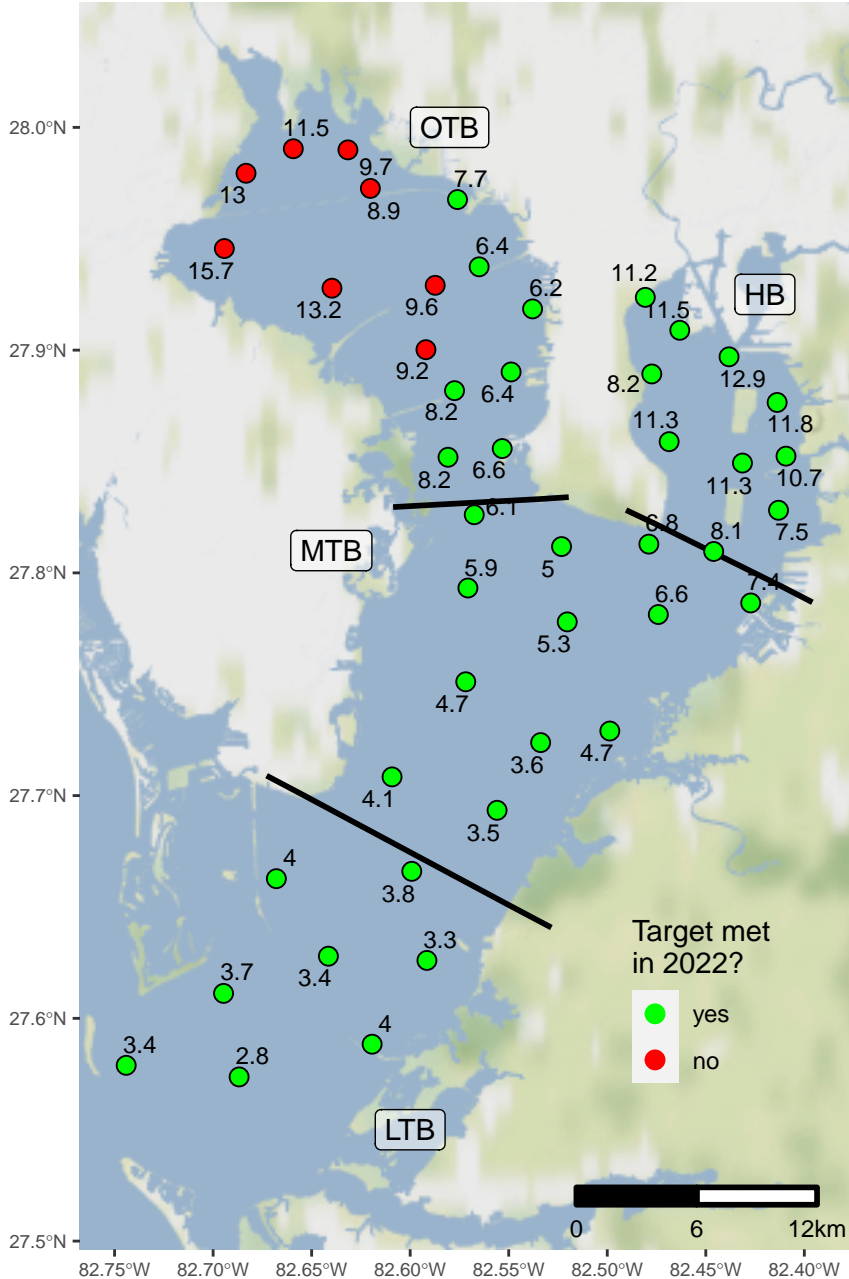 28.0°N
11.5
OTB
9.7
7.7
13
8.9
6.4
15.7
11.2
HB
6.2
13.2
9.6
11.5
9.2
12.9
8.2
6.4
8.2
11.8
11.3
8.2
6.6
11.3
10.7
6.1
6.8
8.1
7.5
MTB
5
5.9
7.4
6.6
5.3
4.7
3.6
4.7
4.1
3.5
4
3.8
3.4
3.3
3.7
4
3.4
2.8
LTB
27.9°N
27.8°N
27.7°N
27.6°N
27.5°N
Target met
in 2022?
yes
no
0 6 12km
82.75°W 82.70°W 82.65°W 82.60°W 82.55°W 82.50°W 82.45°W 82.40°W